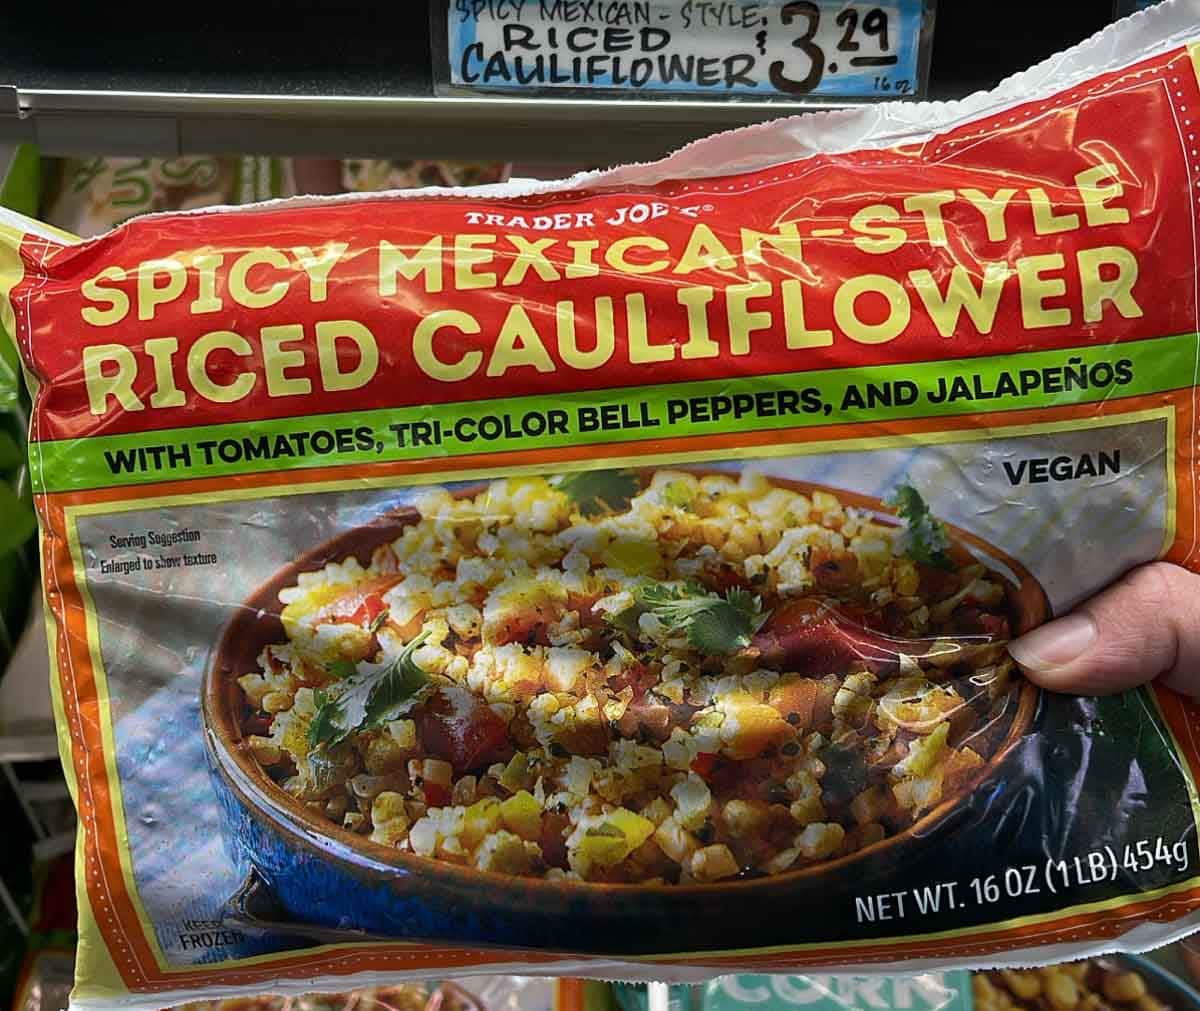 SPICY MEXICAN-STYLE
RICED
CAULIFLOWER
$3.29
16 oz
TRADER JOE'S®
SPICY MEXICAN-STYLE
RICED CAULIFLOWER
WITH TOMATOES, TRI-COLOR BELL PEPPERS, AND JALAPEÑOS
VEGAN
Serving Suggestion
Enlarged to show texture
KEEP
FROZEN
NET WT. 16 OZ (1 LB) 454g
CORN